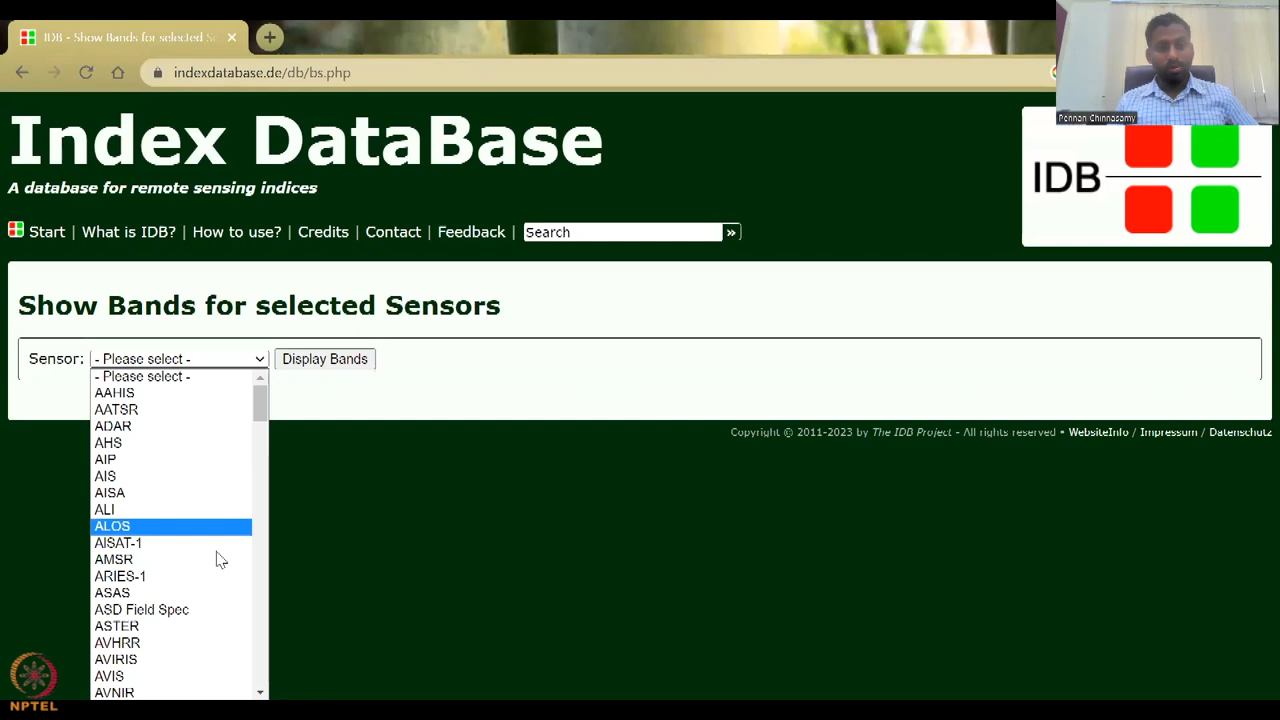 IDB - Show Bands for selected S
indexdatabase.de/db/bs.php
Pennan Chinnasamy
Index DataBase
A database for remote sensing indices
IDB
Start | What is IDB? | How to use? | Credits | Contact | Feedback | Search »
Show Bands for selected Sensors
Sensor: - Please select - Display Bands
- Please select -
AAHIS
AATSR
ADAR
AHS
AIP
AIS
AISA
ALI
ALOS
AISAT-1
AMSR
ARIES-1
ASAS
ASD Field Spec
ASTER
AVHRR
AVIRIS
AVIS
AVNIR
Copyright © 2011-2023 by The IDB Project - All rights reserved • WebsiteInfo / Impressum / Datenschutz
NPTEL